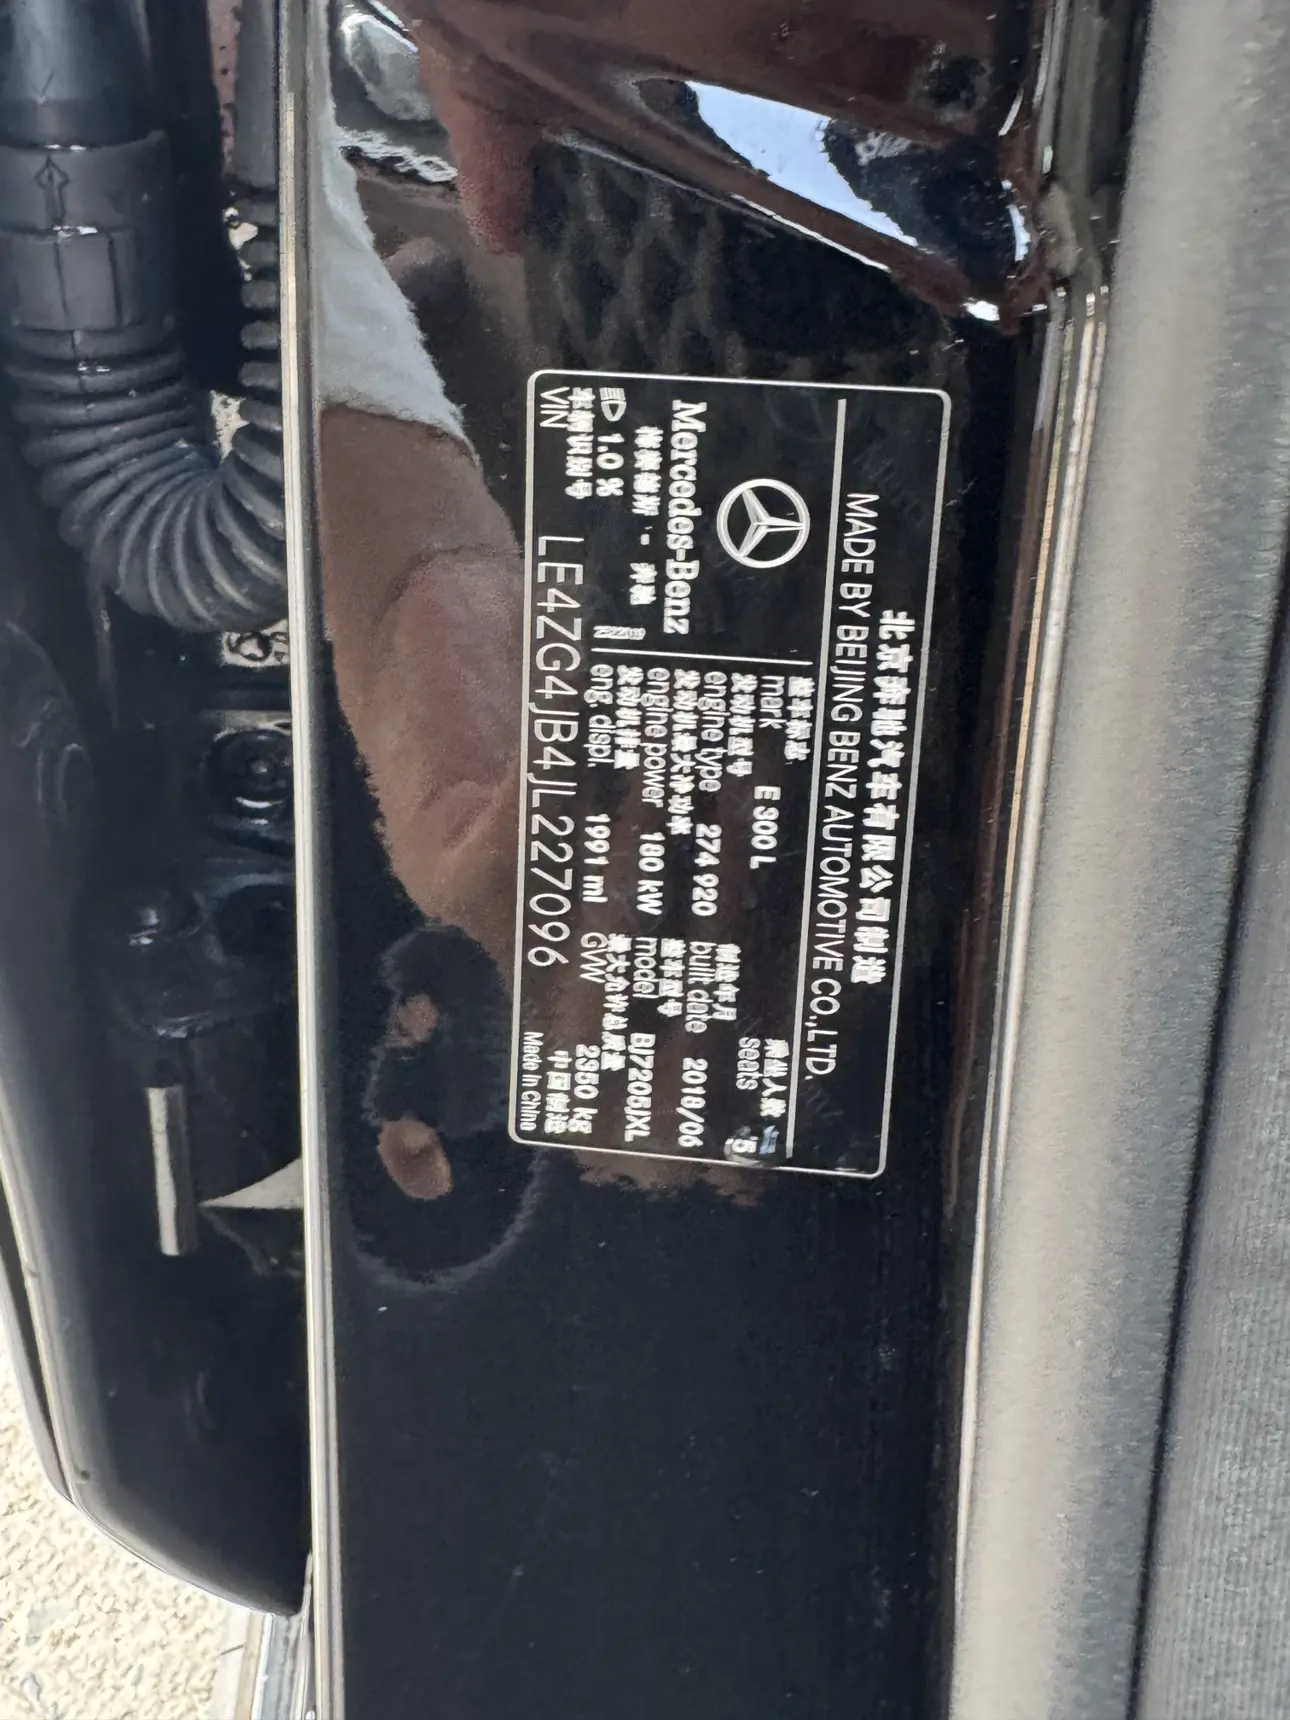 北京奔驰汽车有限公司制造
MADE BY BEIJING BENZ AUTOMOTIVE CO.,LTD.
Mercedes-Benz
梅赛德斯·奔驰
1.0 %
整车标志
mark E 300 L
乘坐人数
seats 5
发动机型号
engine type 274 920
制造年月
built date 2018/06
发动机最大净功率
engine power 180 kW
整车型号
model BJ7205JXL
发动机排量
eng. displ. 1991 ml
最大允许总质量
GVW 2350 kg
车辆识别号
VIN LE4ZG4JB4JL227096
中国制造
Made in China